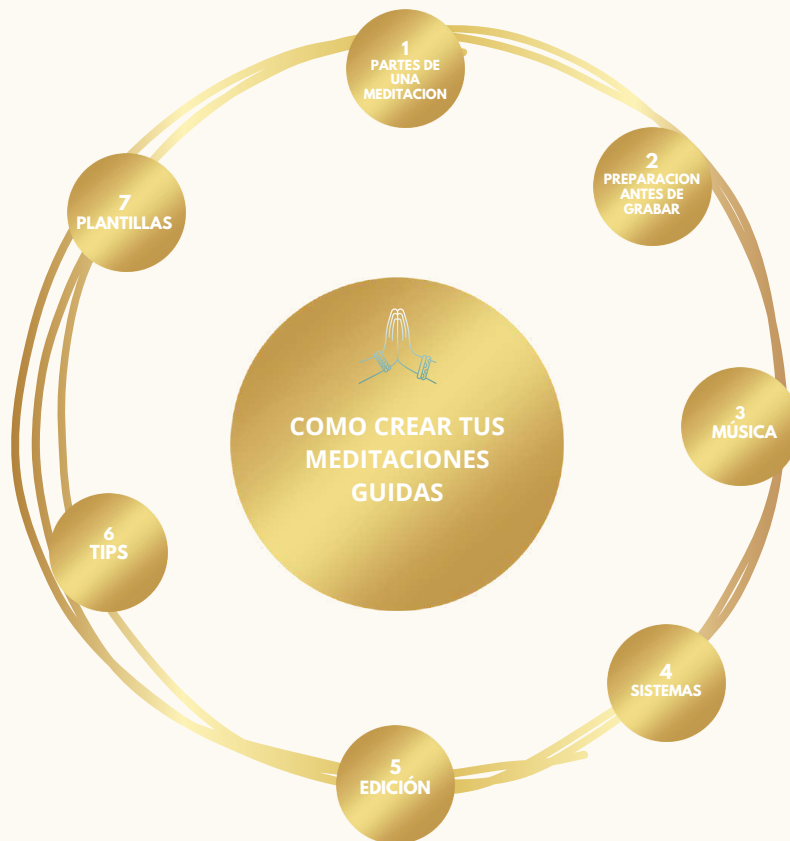 1
PARTES DE
UNA
MEDITACION
2
PREPARACION
ANTES DE
GRABAR
3
MÚSICA
4
SISTEMAS
5
EDICIÓN
6
TIPS
7
PLANTILLAS
COMO CREAR TUS
MEDITACIONES
GUIDAS